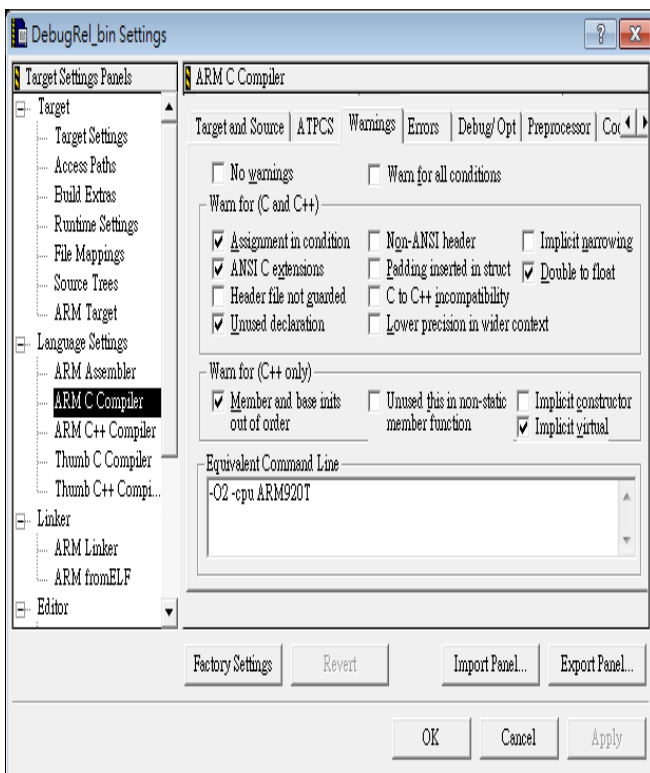 DebugRel_bin Settings
Target Settings Panels
Target
Target Settings
Access Paths
Build Extras
Runtime Settings
File Mappings
Source Trees
ARM Target
Language Settings
ARM Assembler
ARM C Compiler
ARM C++ Compiler
Thumb C Compiler
Thumb C++ Compi...
Linker
ARM Linker
ARM fromELF
Editor
ARM C Compiler
Target and Source ATPCS Warnings Errors Debug/Opt Preprocessor
No warnings Warn for all conditions
Warn for (C and C++)
Assignment in condition Non-ANSI header Implicit narrowing
ANSI C extensions Padding inserted in struct Double to float
Header file not guarded C to C++ incompatibility
Unused declaration Lower precision in wider context
Warn for (C++ only)
Member and base inits out of order
Unused this in non-static member function
Implicit constructor
Implicit virtual
Equivalent Command Line
-O2 -cpu ARM920T
Factory Settings Revert Import Panel... Export Panel...
OK Cancel Apply